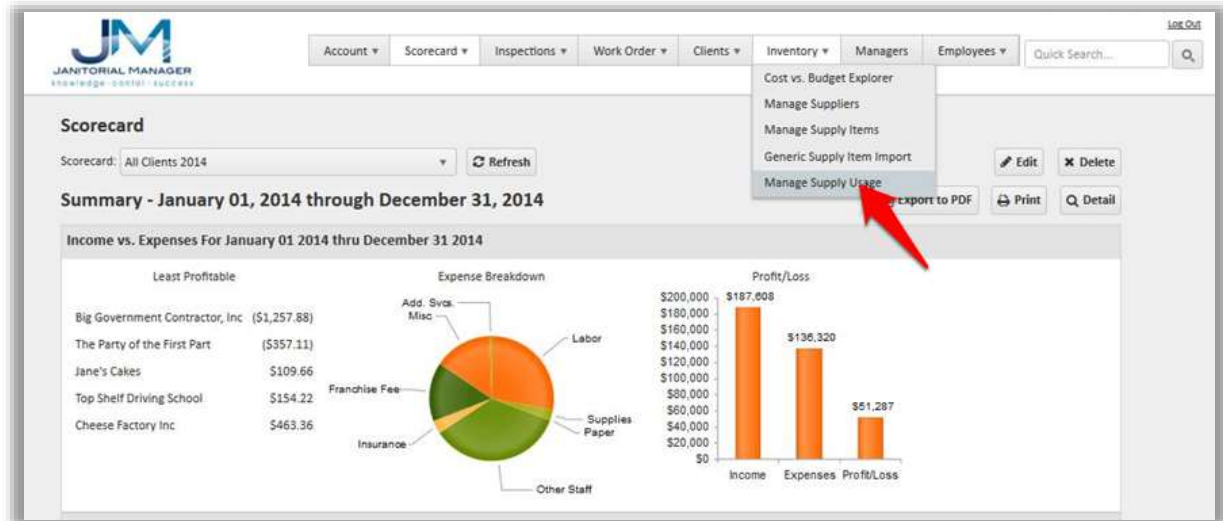 Log Out
JM
JANITORIAL MANAGER
Account Scorecard Inspections Work Order Clients Inventory Managers Employees Quick Search...
Cost vs. Budget Explorer
Manage Suppliers
Manage Supply Items
Generic Supply Item Import
Manage Supply Usage
Scorecard
Scorecard: All Clients 2014 Refresh Edit Delete
Summary - January 01, 2014 through December 31, 2014 Export to PDF Print Detail
Income vs. Expenses For January 01 2014 thru December 31 2014
Least Profitable
Big Government Contractor, Inc ($1,257.88)
The Party of the First Part ($357.11)
Jane's Cakes $109.66
Top Shelf Driving School $154.22
Cheese Factory Inc $463.36
Expense Breakdown
Add. Svcs.
Misc
Labor
Franchise Fee
Supplies
Paper
Insurance
Other Staff
Profit/Loss
$200,000
$180,000
$160,000
$140,000
$120,000
$100,000
$80,000
$60,000
$40,000
$20,000
$0
$187,608
$136,320
$51,287
Income Expenses Profit/Loss